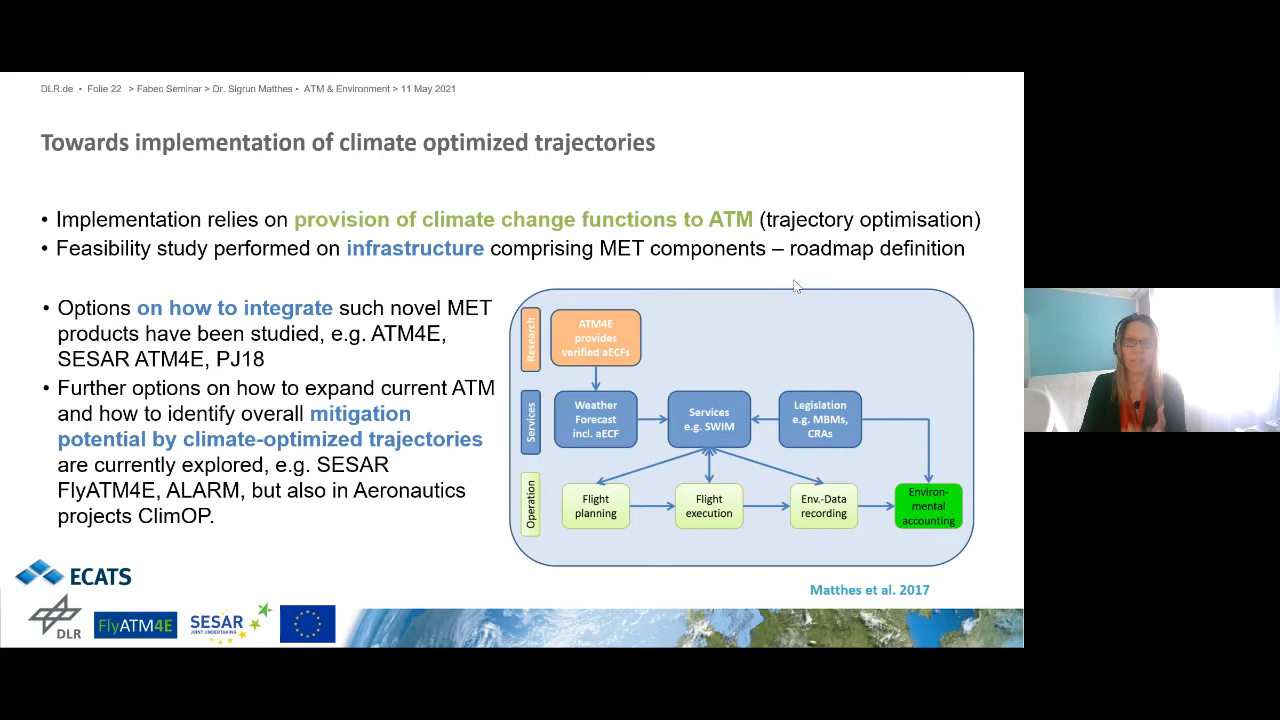 DLR.de • Folie 22 > Fabec Seminar > Dr. Sigrun Matthes • ATM & Environment > 11 May 2021
Towards implementation of climate optimized trajectories
• Implementation relies on provision of climate change functions to ATM (trajectory optimisation)
• Feasibility study performed on infrastructure comprising MET components – roadmap definition
• Options on how to integrate such novel MET
products have been studied, e.g. ATM4E,
SESAR ATM4E, PJ18
• Further options on how to expand current ATM
and how to identify overall mitigation
potential by climate-optimized trajectories
are currently explored, e.g. SESAR
FlyATM4E, ALARM, but also in Aeronautics
projects ClimOP.
Research
ATM4E
provides
verified aECFs
Services
Weather
Forecast
incl. aECF
Services
e.g. SWIM
Legislation
e.g. MBMs,
CRAs
Operation
Flight
planning
Flight
execution
Env.-Data
recording
Environ-
mental
accounting
Matthes et al. 2017
ECATS
DLR
FlyATM4E
SESAR
JOINT UNDERTAKING